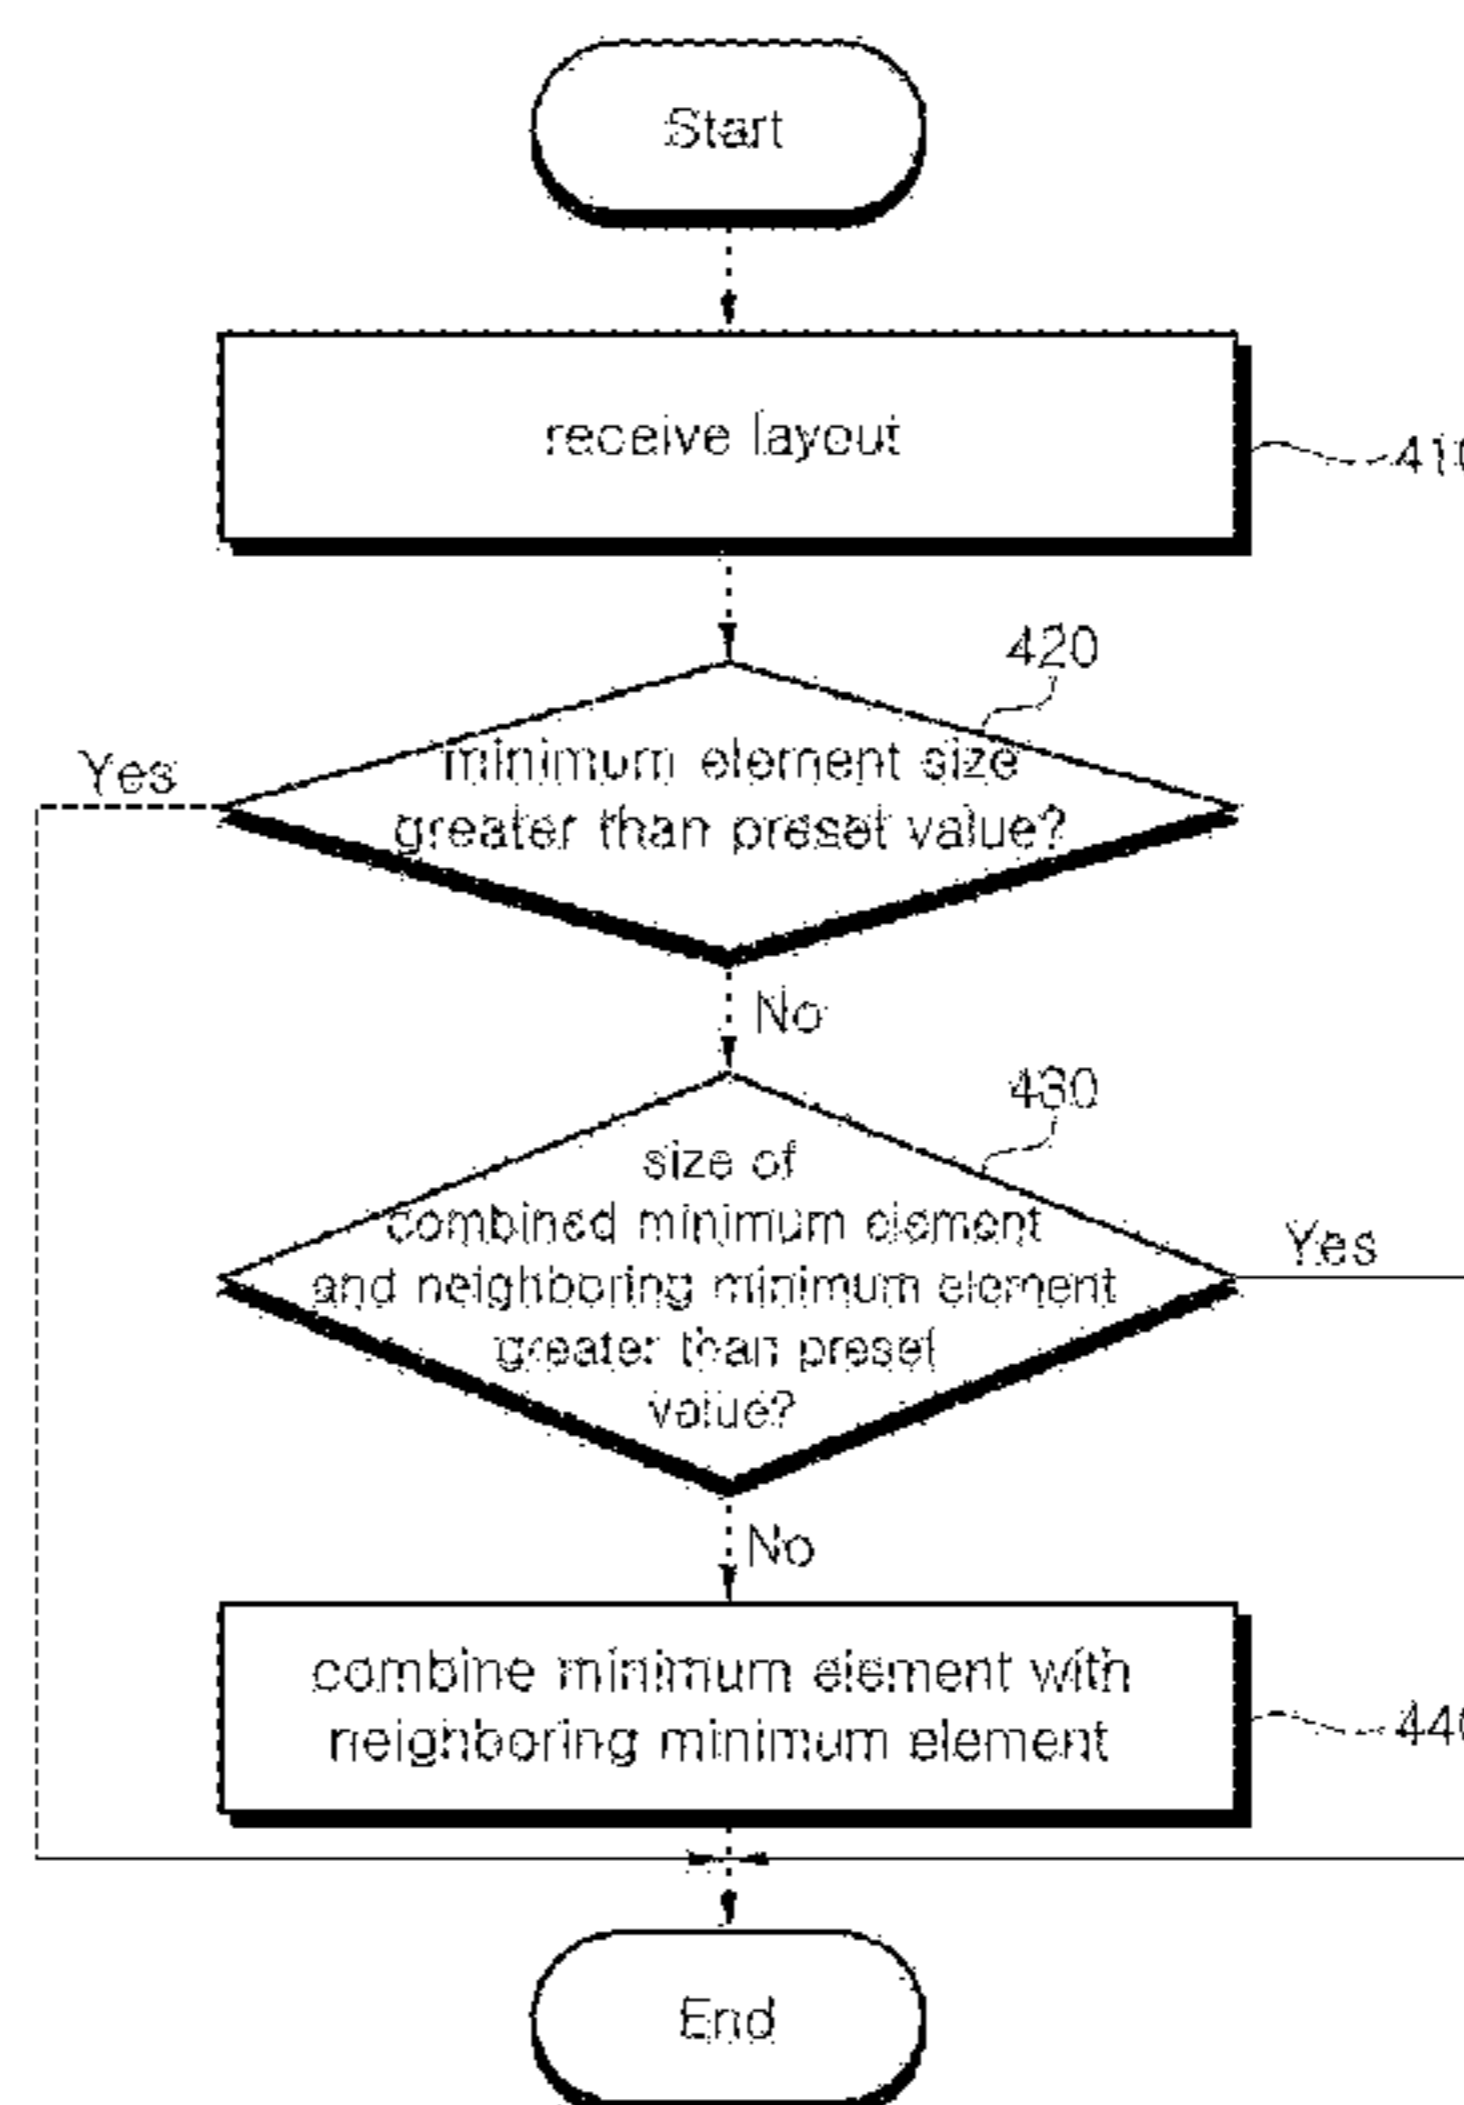 Start
receive layout
410
420
minimum element size
greater than preset value?
Yes
No
430
size of
combined minimum element
and neighboring minimum element
greater than preset
value?
Yes
No
combine minimum element with
neighboring minimum element
440
End